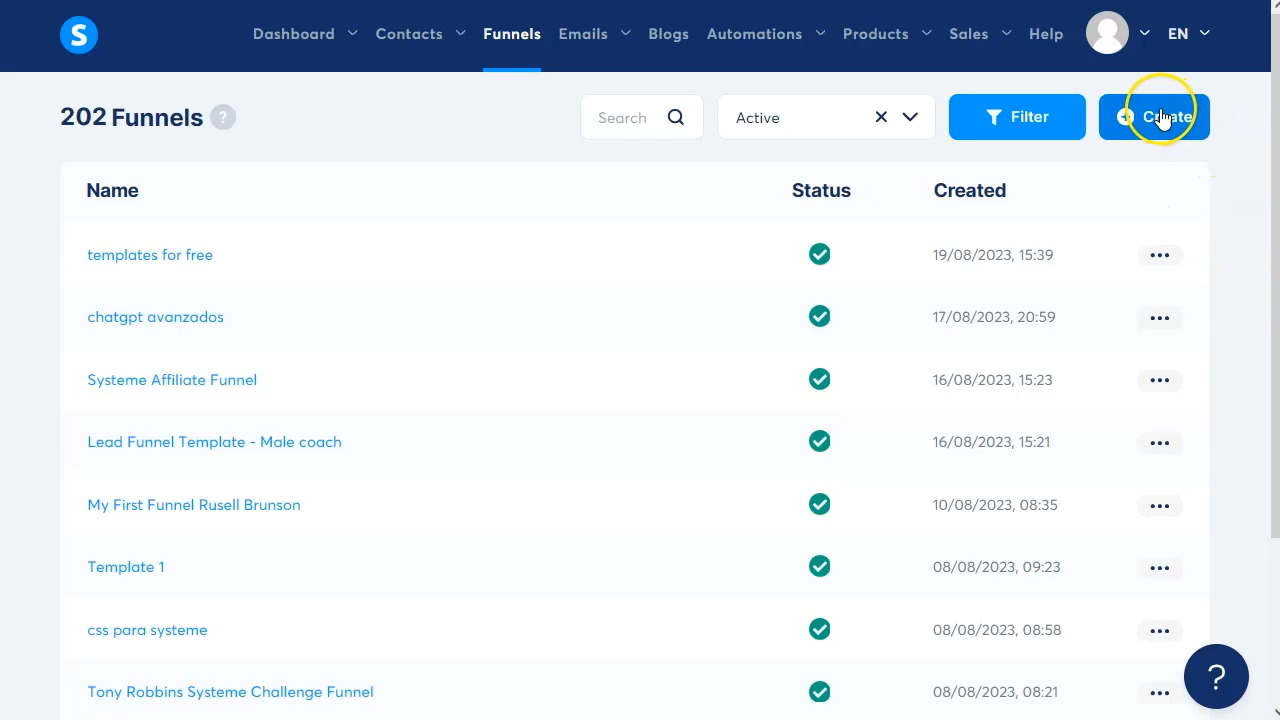 S
Dashboard Contacts Funnels Emails Blogs Automations Products Sales Help EN
202 Funnels ?
Search Active Filter Create
Name Status Created
templates for free 19/08/2023, 15:39
chatgpt avanzados 17/08/2023, 20:59
Systeme Affiliate Funnel 16/08/2023, 15:23
Lead Funnel Template - Male coach 16/08/2023, 15:21
My First Funnel Rusell Brunson 10/08/2023, 08:35
Template 1 08/08/2023, 09:23
css para systeme 08/08/2023, 08:58
Tony Robbins Systeme Challenge Funnel 08/08/2023, 08:21
?